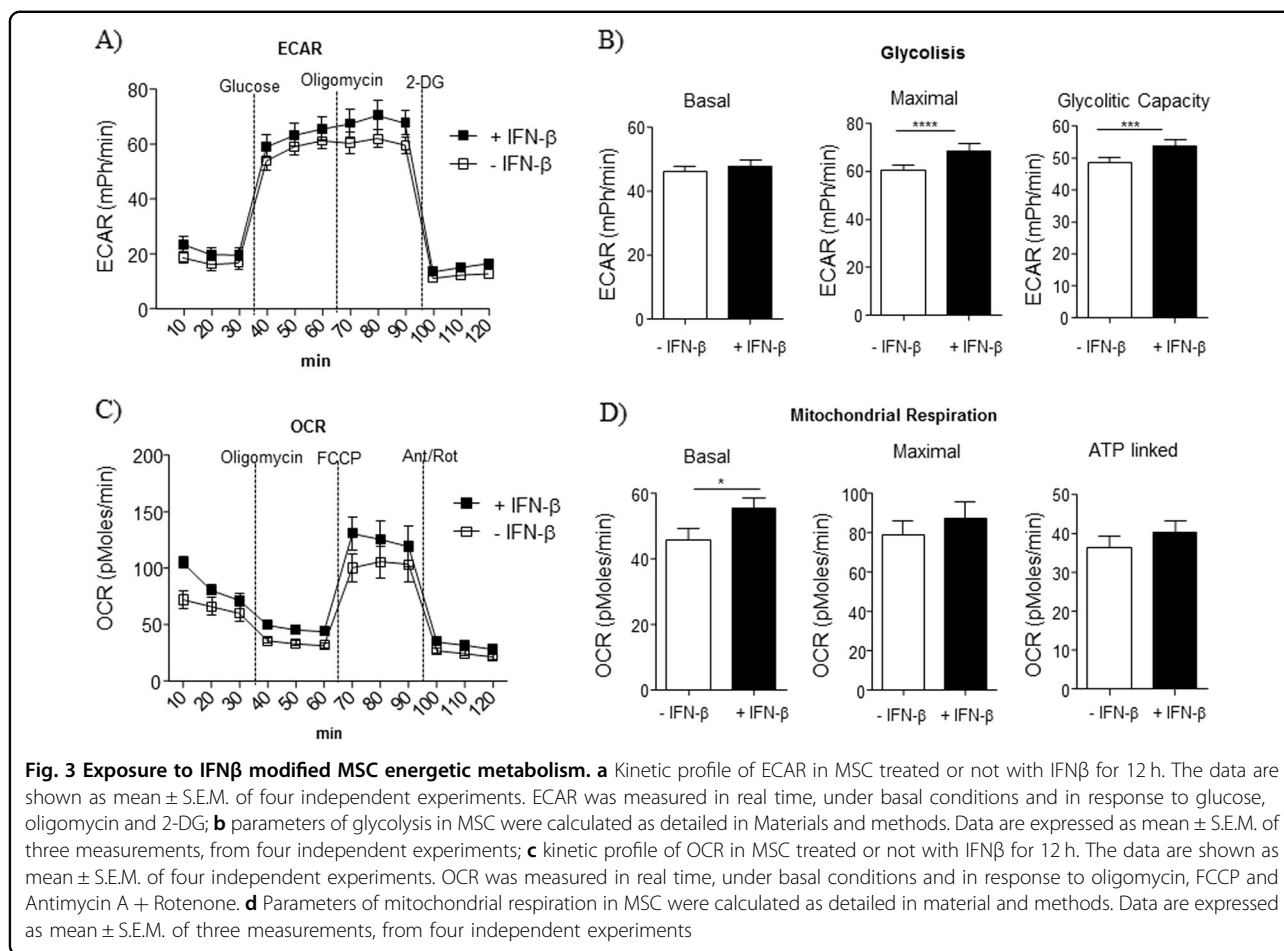 A)
ECAR
Glucose
Oligomycin
2-DG
ECAR (mPh/min)
80
60
40
20
0
10 20 30 40 50 60 70 80 90 100 110 120
min
+ IFN-β
- IFN-β
B)
Glycolisis
Basal
ECAR (mPh/min)
60
40
20
0
- IFN-β + IFN-β
Maximal
****
ECAR (mPh/min)
80
60
40
20
0
- IFN-β + IFN-β
Glycolitic Capacity
***
ECAR (mPh/min)
60
50
40
30
20
10
0
- IFN-β + IFN-β
C)
OCR
Oligomycin
FCCP
Ant/Rot
OCR (pMoles/min)
200
150
100
50
0
10 20 30 40 50 60 70 80 90 100 110 120
min
+ IFN-β
- IFN-β
D)
Mitochondrial Respiration
Basal
*
OCR (pMoles/min)
60
40
20
0
- IFN-β + IFN-β
Maximal
OCR (pMoles/min)
100
80
60
40
20
0
- IFN-β + IFN-β
ATP linked
OCR (pMoles/min)
50
40
30
20
10
0
- IFN-β + IFN-β
Fig. 3 Exposure to IFNβ modified MSC energetic metabolism. a Kinetic profile of ECAR in MSC treated or not with IFNβ for 12 h. The data are
shown as mean ± S.E.M. of four independent experiments. ECAR was measured in real time, under basal conditions and in response to glucose,
oligomycin and 2-DG; b parameters of glycolysis in MSC were calculated as detailed in Materials and methods. Data are expressed as mean ± S.E.M. of
three measurements, from four independent experiments; c kinetic profile of OCR in MSC treated or not with IFNβ for 12 h. The data are shown as
mean ± S.E.M. of four independent experiments. OCR was measured in real time, under basal conditions and in response to oligomycin, FCCP and
Antimycin A + Rotenone. d Parameters of mitochondrial respiration in MSC were calculated as detailed in material and methods. Data are expressed
as mean ± S.E.M. of three measurements, from four independent experiments